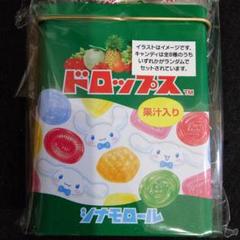 イラストはイメージです。
キャンディは全8種のうち
いずれかがランダムで
セットされています。
ドロップス™
果汁入り
シナモロール